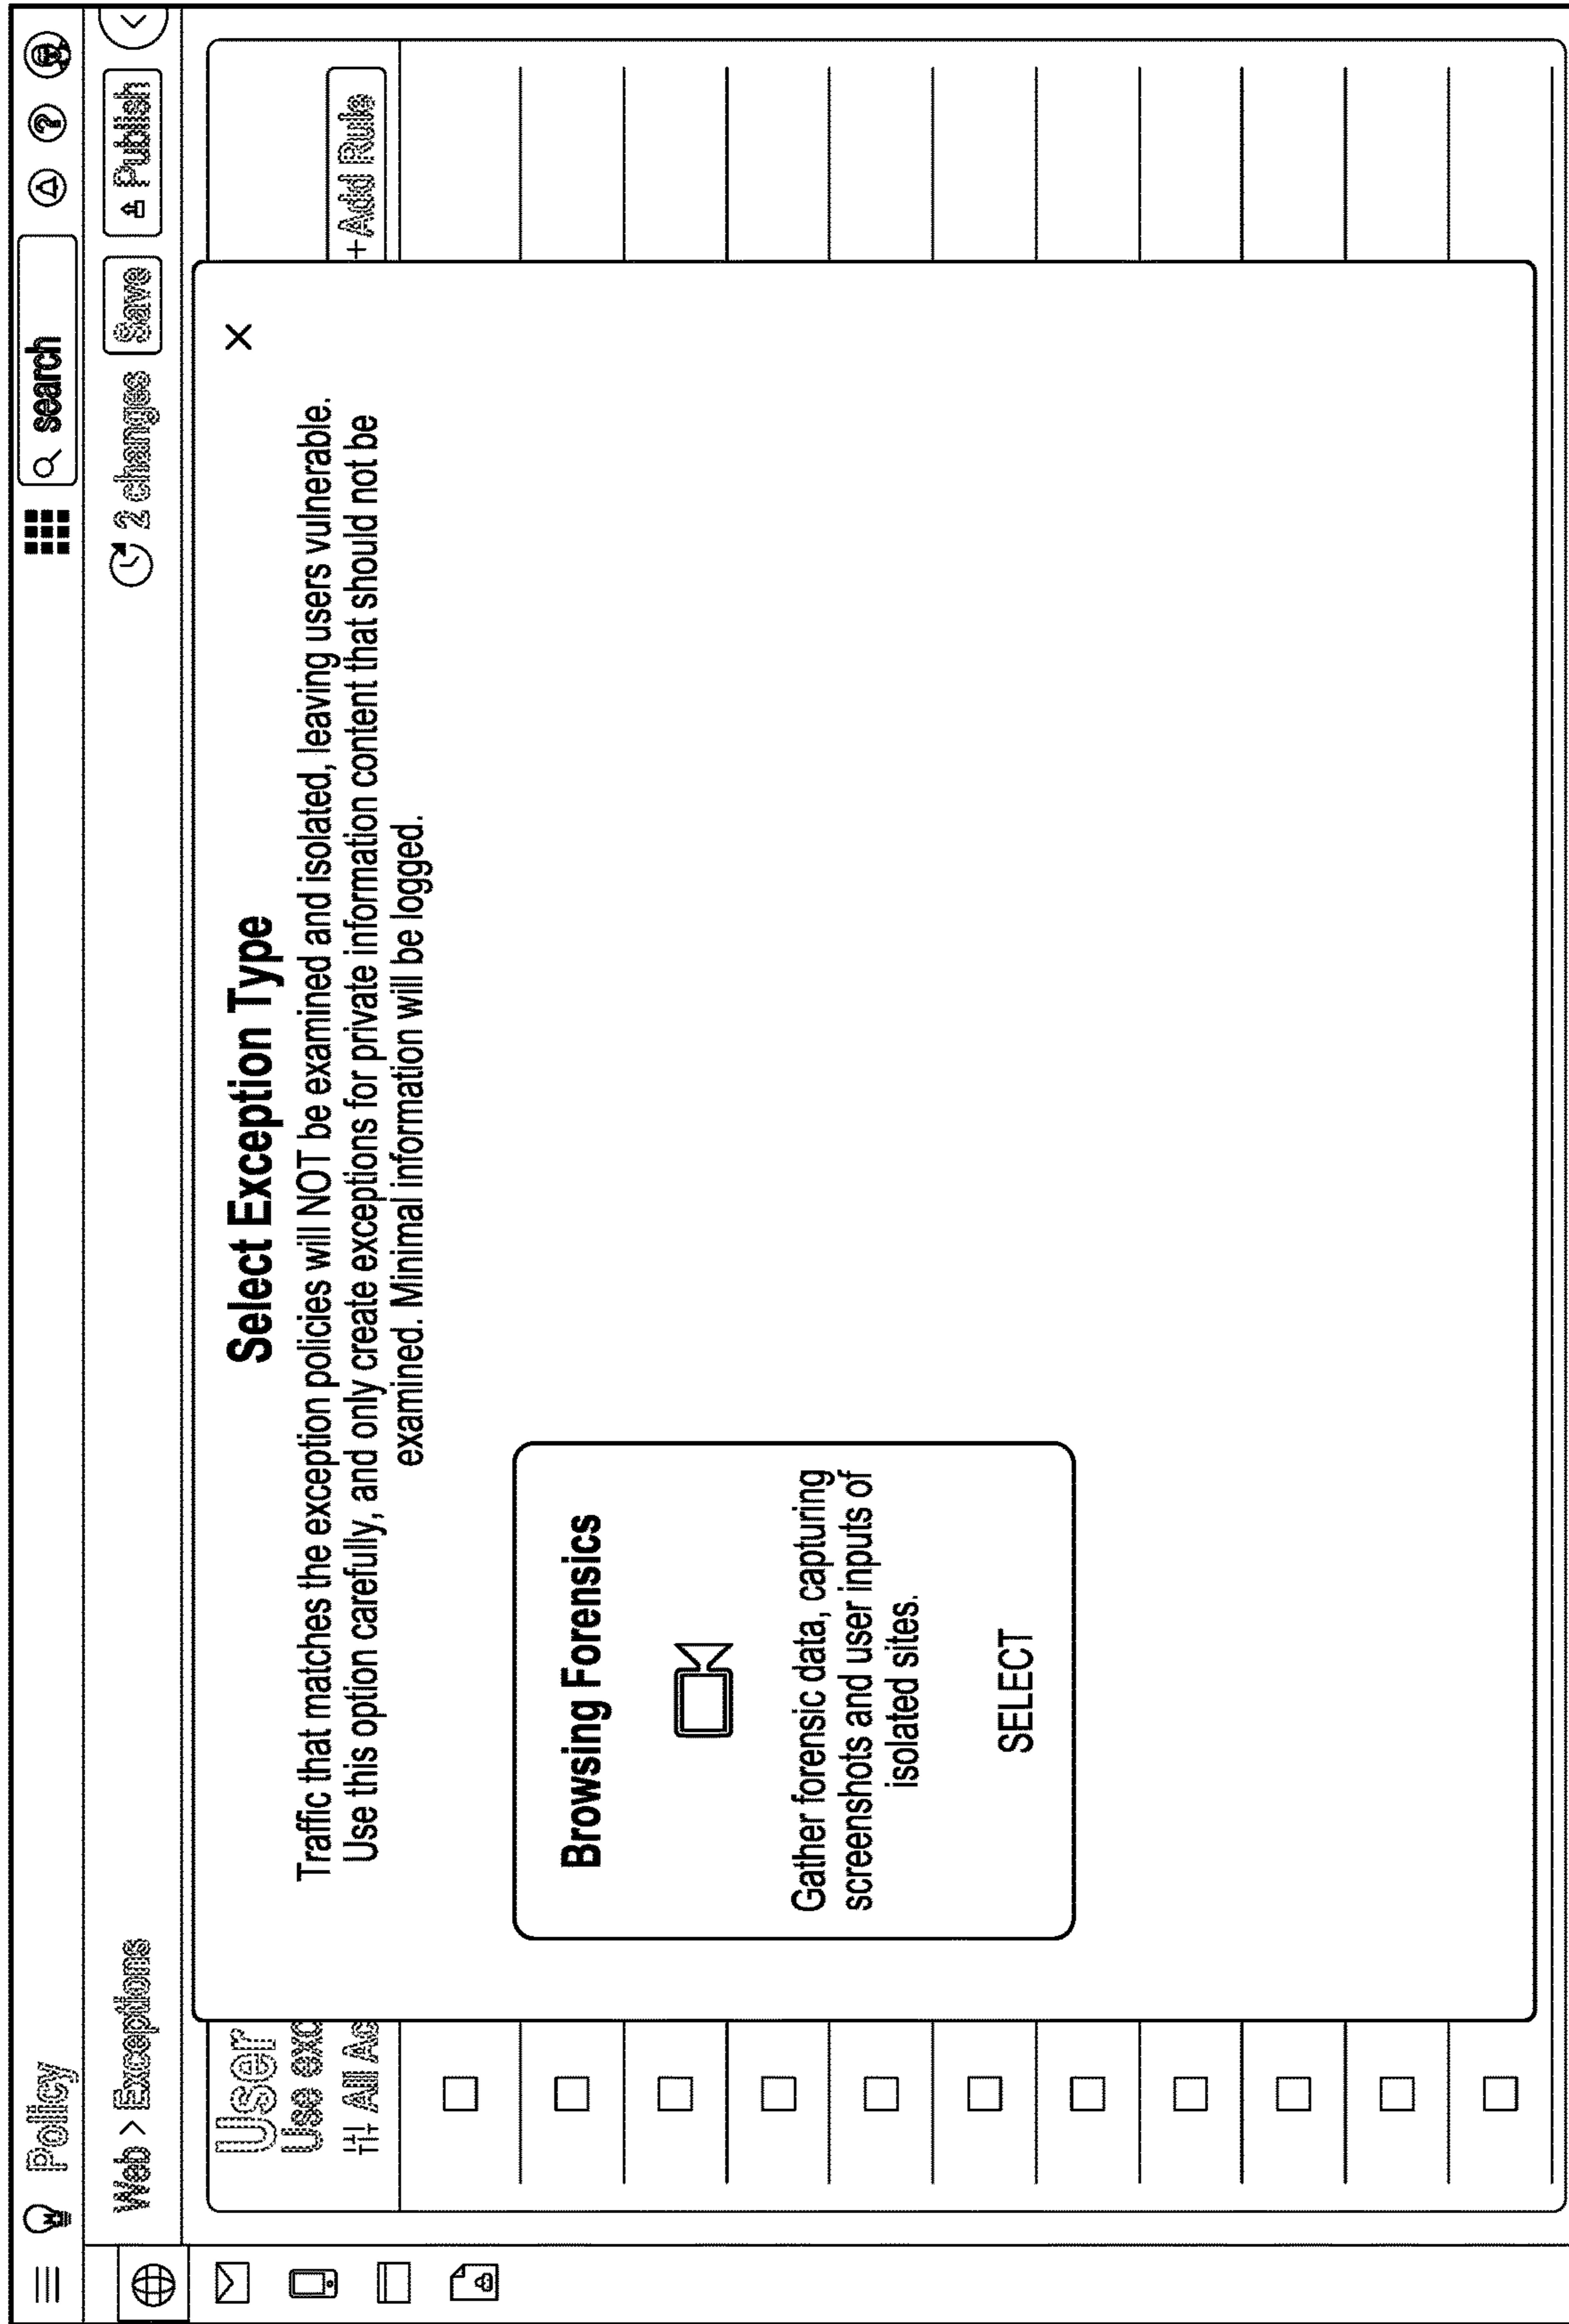 Policy
search
?
Web > Exceptions
2 changes
Save
Publish
User
Use exc
All Ac
+Add Rule
Select Exception Type
Traffic that matches the exception policies will NOT be examined and isolated, leaving users vulnerable.
Use this option carefully, and only create exceptions for private information content that should not be
examined. Minimal information will be logged.
Browsing Forensics
Gather forensic data, capturing
screenshots and user inputs of
isolated sites.
SELECT